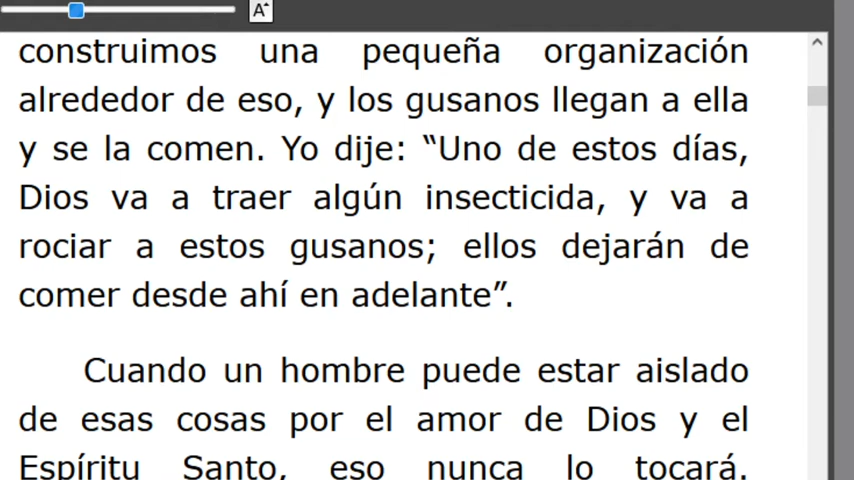 A
construimos una pequeña organización
alrededor de eso, y los gusanos llegan a ella
y se la comen. Yo dije: “Uno de estos días,
Dios va a traer algún insecticida, y va a
rociar a estos gusanos; ellos dejarán de
comer desde ahí en adelante”.
Cuando un hombre puede estar aislado
de esas cosas por el amor de Dios y el
Espíritu Santo, eso nunca lo tocará.